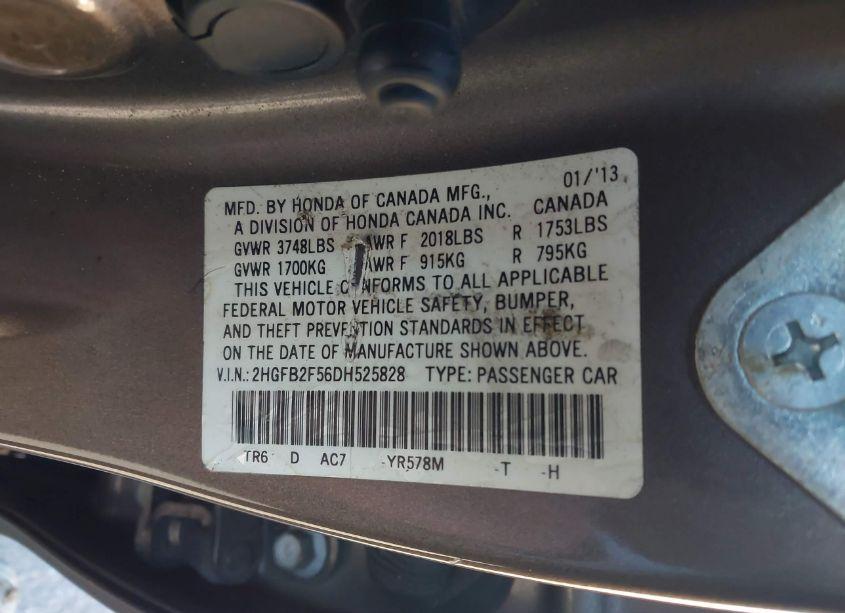 01/'13
MFD. BY HONDA OF CANADA MFG., CANADA
A DIVISION OF HONDA CANADA INC.
GVWR 3748LBS AWR F 2018LBS R 1753LBS
GVWR 1700KG AWR F 915KG R 795KG
THIS VEHICLE CONFORMS TO ALL APPLICABLE
FEDERAL MOTOR VEHICLE SAFETY, BUMPER,
AND THEFT PREVENTION STANDARDS IN EFFECT
ON THE DATE OF MANUFACTURE SHOWN ABOVE.
V.I.N.: 2HGFB2F56DH525828 TYPE: PASSENGER CAR
TR6 D AC7 -YR578M -T -H